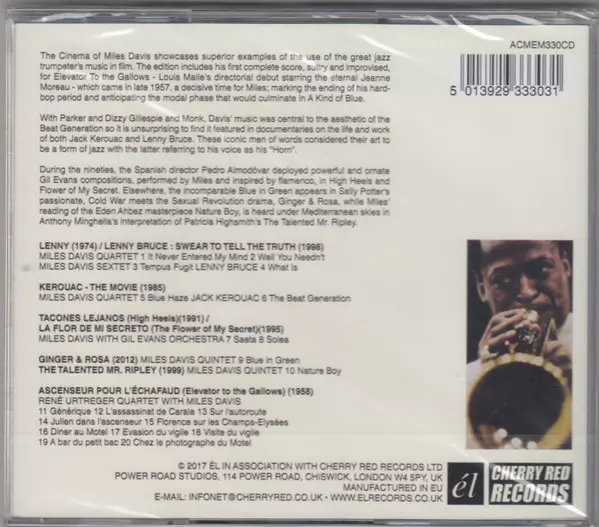 ACMEM330CD
5 013929 333031
The Cinema of Miles Davis showcases superior examples of the use of the great jazz
trumpeter's music in film. The edition includes his first complete score, sultry and improvised,
for Elevator To the Gallows - Louis Malle's directorial debut starring the eternal Jeanne
Moreau - which came in late 1957, a decisive time for Miles; marking the ending of his hard-
bop period and anticipating the modal phase that would culminate in A Kind of Blue.
With Parker and Dizzy Gillespie and Monk, Davis' music was central to the aesthetic of the
Beat Generation so it is unsurprising to find it featured in documentaries on the life and work
of both Jack Kerouac and Lenny Bruce. These iconic men of words considered their art to
be a form of jazz with the latter referring to his voice as his "Horn".
During the nineties, the Spanish director Pedro Almodóvar deployed powerful and ornate
Gil Evans compositions, performed by Miles and inspired by flamenco, in High Heels and
Flower of My Secret. Elsewhere, the incomparable Blue in Green appears in Sally Potter's
passionate, Cold War meets the Sexual Revolution drama, Ginger & Rosa, while Miles'
reading of the Eden Ahbez masterpiece Nature Boy, is heard under Mediterranean skies in
Anthony Minghella's interpretation of Patricia Highsmith's The Talented Mr. Ripley.
LENNY (1974) / LENNY BRUCE : SWEAR TO TELL THE TRUTH (1998)
MILES DAVIS QUARTET 1 It Never Entered My Mind 2 Well You Needn't
MILES DAVIS SEXTET 3 Tempus Fugit LENNY BRUCE 4 What is
KEROUAC - THE MOVIE (1985)
MILES DAVIS QUARTET 5 Blue Haze JACK KEROUAC 6 The Beat Generation
TACONES LEJANOS (High Heels)(1991) /
LA FLOR DE MI SECRETO (The Flower of My Secret)(1995)
MILES DAVIS WITH GIL EVANS ORCHESTRA 7 Saeta 8 Solea
GINGER & ROSA (2012) MILES DAVIS QUINTET 9 Blue in Green
THE TALENTED MR. RIPLEY (1999) MILES DAVIS QUINTET 10 Nature Boy
ASCENSEUR POUR L'ÉCHAFAUD (Elevator to the Gallows) (1958)
RENÉ URTREGER QUARTET WITH MILES DAVIS
11 Générique 12 L'assassinat de Carala 13 Sur l'autoroute
14 Julien dans l'ascenseur 15 Florence sur les Champs-Elysées
16 Diner au Motel 17 Evasion du vigile 18 Visite du vigile
19 A bar du petit bac 20 Chez le photographe du Motel
© 2017 ÉL IN ASSOCIATION WITH CHERRY RED RECORDS LTD
POWER ROAD STUDIOS, 114 POWER ROAD, CHISWICK, LONDON W4 5PY, UK
MANUFACTURED IN EU
E-MAIL: INFONET@CHERRYRED.CO.UK • WWW.ELRECORDS.CO.UK
él
CHERRY RED
RECORDS